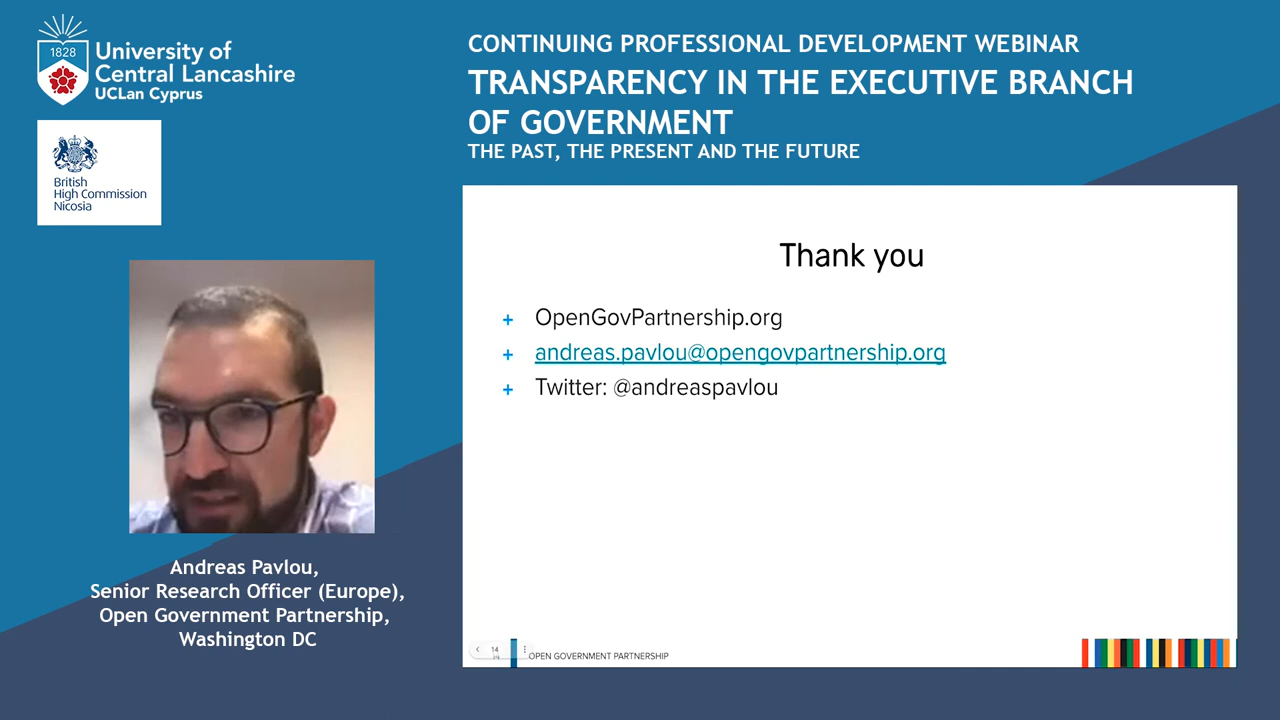 1828
University of
Central Lancashire
UCLan Cyprus
British
High Commission
Nicosia
CONTINUING PROFESSIONAL DEVELOPMENT WEBINAR
TRANSPARENCY IN THE EXECUTIVE BRANCH
OF GOVERNMENT
THE PAST, THE PRESENT AND THE FUTURE
Thank you
+ OpenGovPartnership.org
+ andreas.pavlou@opengovpartnership.org
+ Twitter: @andreaspavlou
14
OPEN GOVERNMENT PARTNERSHIP
Andreas Pavlou,
Senior Research Officer (Europe),
Open Government Partnership,
Washington DC